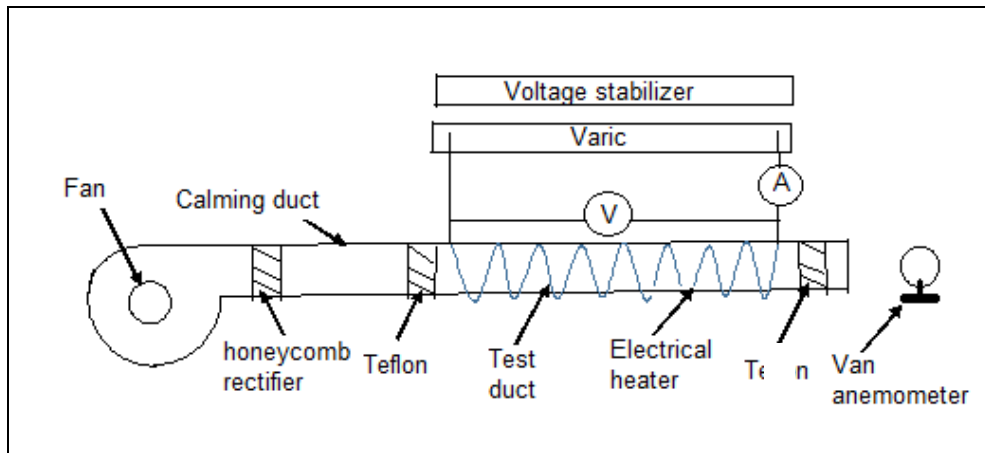 Voltage stabilizer
Varic
A
V
Fan
Calming duct
honeycomb
rectifier
Teflon
Test
duct
Electrical
heater
Van
anemometer